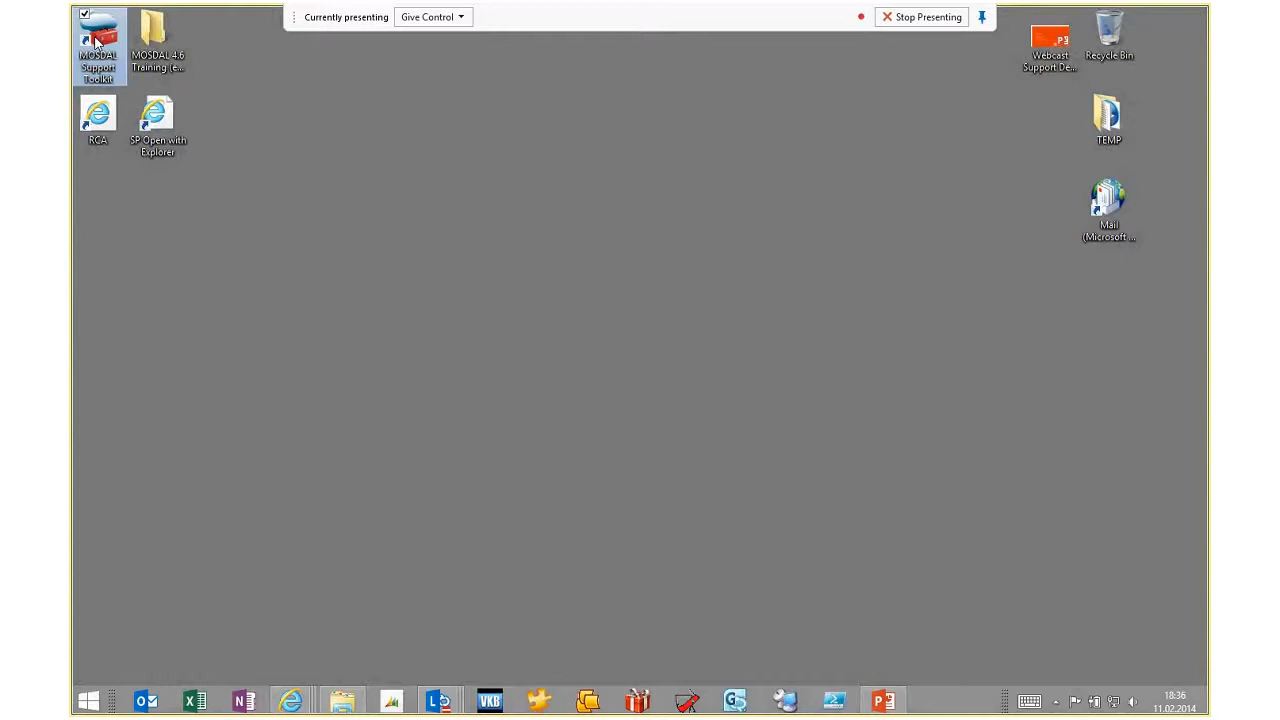 Currently presenting
Give Control
Stop Presenting
MOSDAL
Support
Toolkit
MOSDAL 4.6
Training (e...
Webcast
Support De...
Recycle Bin
RCA
SP Open with
Explorer
TEMP
Mail
(Microsoft ...
VKB
18:36
11.02.2014